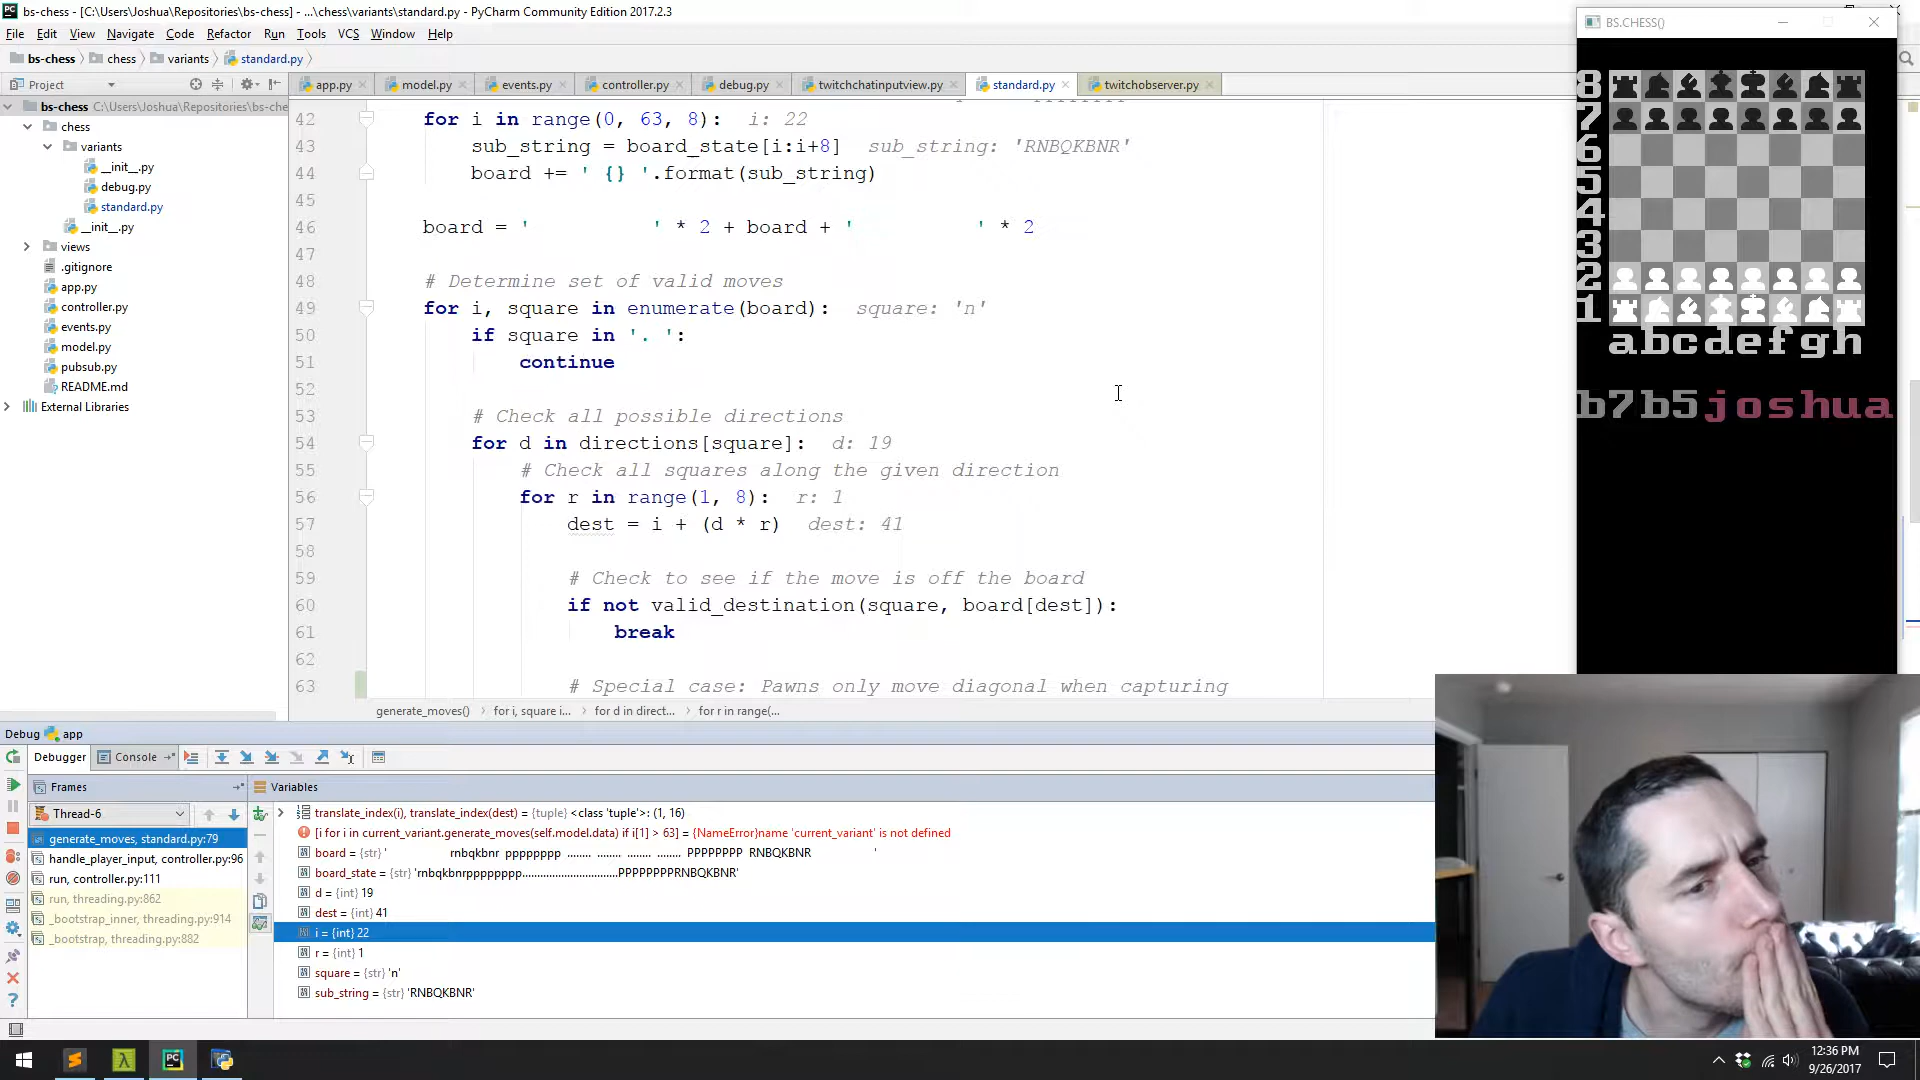 bs-chess - [C:\Users\Joshua\Repositories\bs-chess] - ...\chess\variants\standard.py - PyCharm Community Edition 2017.2.3
File Edit View Navigate Code Refactor Run Tools VCS Window Help
bs-chess chess variants standard.py
Project
app.py model.py events.py controller.py debug.py twitchchatinputview.py standard.py twitchobserver.py
bs-chess C:\Users\Joshua\Repositories\bs-che
chess
variants
__init__.py
debug.py
standard.py
__init__.py
views
.gitignore
app.py
controller.py
events.py
model.py
pubsub.py
README.md
External Libraries
42 for i in range(0, 63, 8): i: 22
43 sub_string = board_state[i:i+8] sub_string: 'RNBQKBNR'
44 board += ' {} '.format(sub_string)
45
46 board = '          ' * 2 + board + '          ' * 2
47
48 # Determine set of valid moves
49 for i, square in enumerate(board): square: 'n'
50 if square in '. ':
51 continue
52
53 # Check all possible directions
54 for d in directions[square]: d: 19
55 # Check all squares along the given direction
56 for r in range(1, 8): r: 1
57 dest = i + (d * r) dest: 41
58
59 # Check to see if the move is off the board
60 if not valid_destination(square, board[dest]):
61 break
62
63 # Special case: Pawns only move diagonal when capturing
generate_moves() for i, square i... for d in direct... for r in range(...
BS.CHESS()
8
7
6
5
4
3
2
1
abcdefgh
b7b5joshua
Debug app
Debugger Console
Frames
Thread-6
generate_moves, standard.py:79
handle_player_input, controller.py:96
run, controller.py:111
run, threading.py:862
_bootstrap_inner, threading.py:914
_bootstrap, threading.py:882
Variables
translate_index(i), translate_index(dest) = {tuple} <class 'tuple'>: (1, 16)
[i for i in current_variant.generate_moves(self.model.data) if i[1] > 63] = {NameError}name 'current_variant' is not defined
board = {str} '                     rnbqkbnr  pppppppp  ........  ........  ........  ........  PPPPPPPP  RNBQKBNR                     '
board_state = {str} 'rnbqkbnrpppppppp................................PPPPPPPPRNBQKBNR'
d = {int} 19
dest = {int} 41
i = {int} 22
r = {int} 1
square = {str} 'n'
sub_string = {str} 'RNBQKBNR'
12:36 PM
9/26/2017